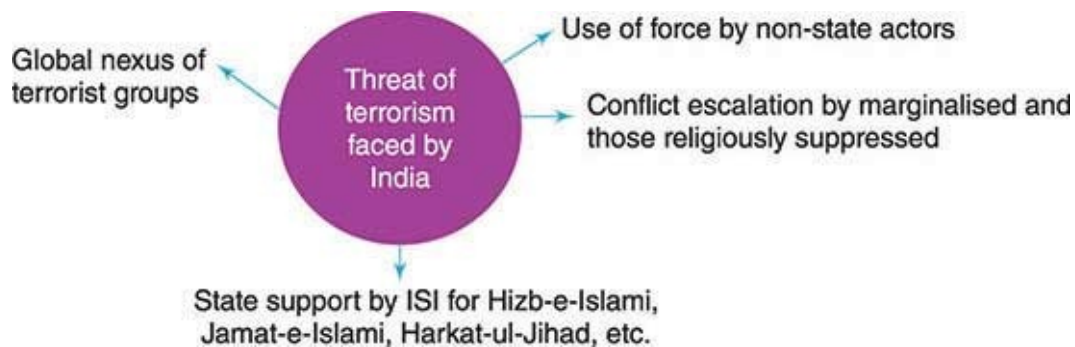 Global nexus of
terrorist groups
Threat of
terrorism
faced by
India
Use of force by non-state actors
Conflict escalation by marginalised and
those religiously suppressed
State support by ISI for Hizb-e-Islami,
Jamat-e-Islami, Harkat-ul-Jihad, etc.